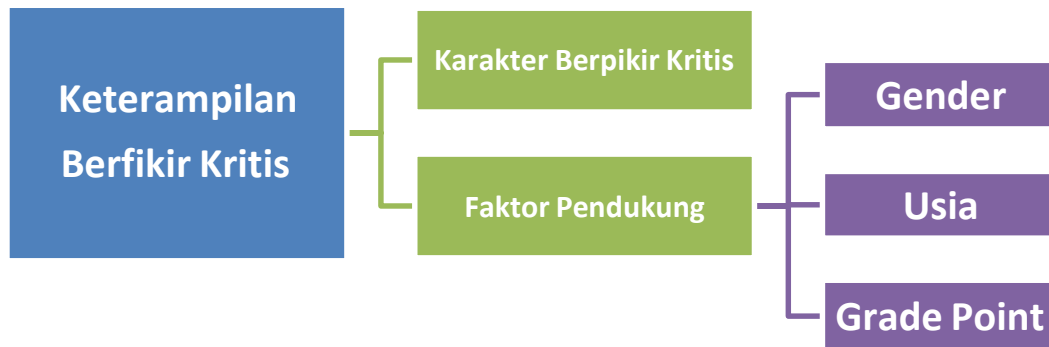 Keterampilan
Berfikir Kritis
Karakter Berpikir Kritis
Faktor Pendukung
Gender
Usia
Grade Point